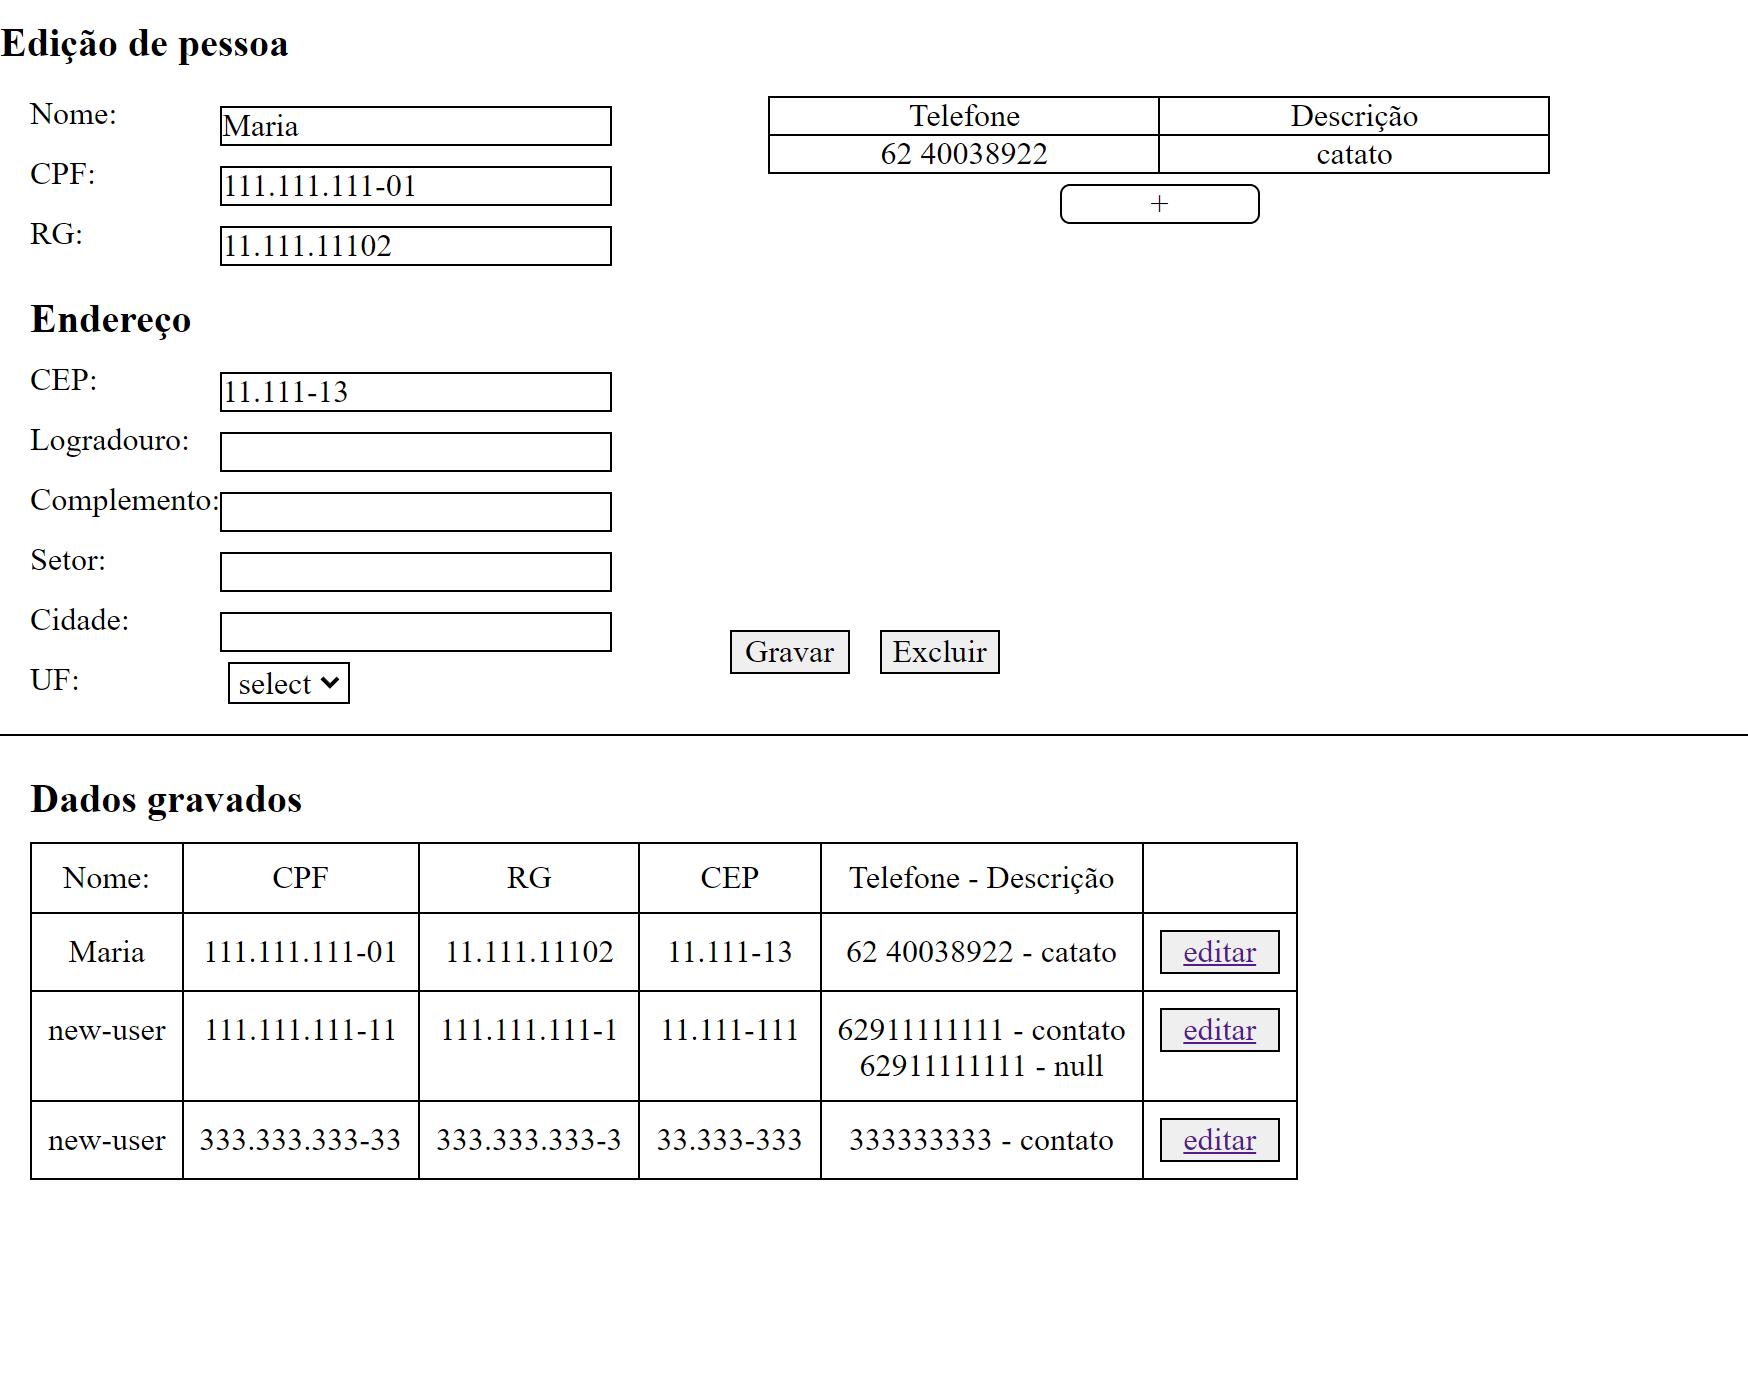 Edição de pessoa
Nome: Maria
CPF: 111.111.111-01
RG: 11.111.11102
Telefone Descrição
62 40038922 catato
+
Endereço
CEP: 11.111-13
Logradouro:
Complemento:
Setor:
Cidade:
UF: select
Gravar Excluir
Dados gravados
Nome: CPF RG CEP Telefone - Descrição
Maria 111.111.111-01 11.111.11102 11.111-13 62 40038922 - catato editar
new-user 111.111.111-11 111.111.111-1 11.111-111 62911111111 - contato editar
62911111111 - null
new-user 333.333.333-33 333.333.333-3 33.333-333 333333333 - contato editar